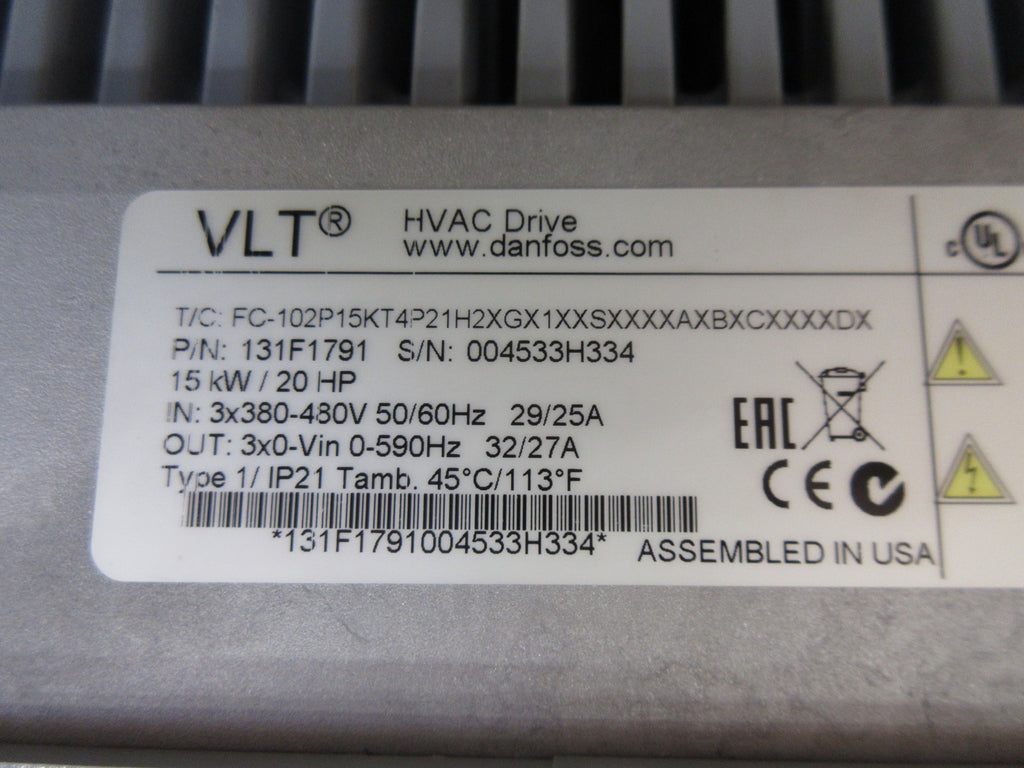 VLT® HVAC Drive
www.danfoss.com
c UL
T/C: FC-102P15KT4P21H2XGX1XXSXXXXAXBXCXXXXDX
P/N: 131F1791 S/N: 004533H334
15 kW / 20 HP
IN: 3x380-480V 50/60Hz 29/25A
OUT: 3x0-Vin 0-590Hz 32/27A
Type 1/ IP21 Tamb. 45°C/113°F
EAC
CE
*131F1791004533H334*
ASSEMBLED IN USA